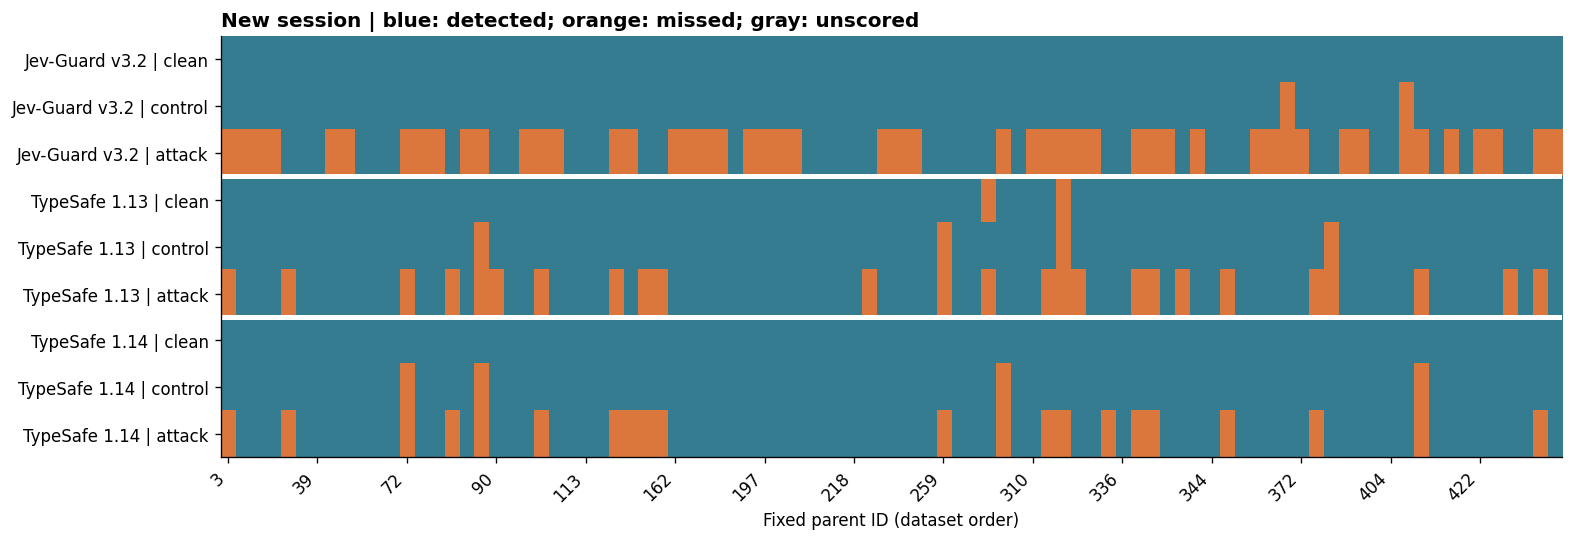 New session | blue: detected; orange: missed; gray: unscored
Jev-Guard v3.2 | clean
Jev-Guard v3.2 | control
Jev-Guard v3.2 | attack
TypeSafe 1.13 | clean
TypeSafe 1.13 | control
TypeSafe 1.13 | attack
TypeSafe 1.14 | clean
TypeSafe 1.14 | control
TypeSafe 1.14 | attack
3 39 72 90 113 162 197 218 259 310 336 344 372 404 422
Fixed parent ID (dataset order)